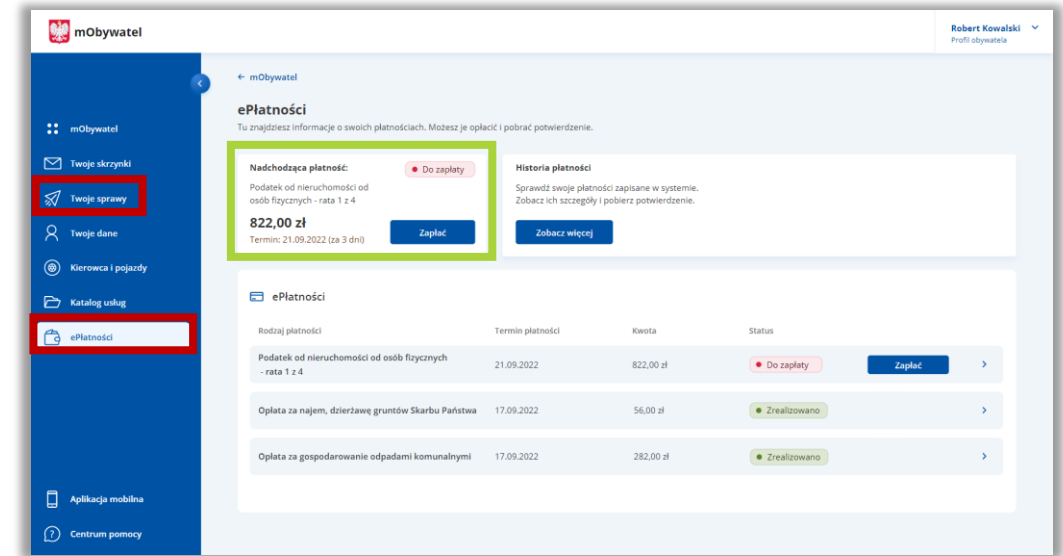 mObywatel
Robert Kowalski
Profil obywatela
mObywatel
Twoje skrzynki
Twoje sprawy
Twoje dane
Kierowca i pojazdy
Katalog usług
ePłatności
Aplikacja mobilna
Centrum pomocy
← mObywatel
ePłatności
Tu znajdziesz informacje o swoich płatnościach. Możesz je opłacić i pobrać potwierdzenie.
Nadchodząca płatność:
Do zapłaty
Podatek od nieruchomości od
osób fizycznych - rata 1 z 4
822,00 zł
Termin: 21.09.2022 (za 3 dni)
Zapłać
Historia płatności
Sprawdź swoje płatności zapisane w systemie.
Zobacz ich szczegóły i pobierz potwierdzenie.
Zobacz więcej
ePłatności
Rodzaj płatności Termin płatności Kwota Status
Podatek od nieruchomości od osób fizycznych
- rata 1 z 4 21.09.2022 822,00 zł Do zapłaty Zapłać
Opłata za najem, dzierżawę gruntów Skarbu Państwa 17.09.2022 56,00 zł Zrealizowano
Opłata za gospodarowanie odpadami komunalnymi 17.09.2022 282,00 zł Zrealizowano